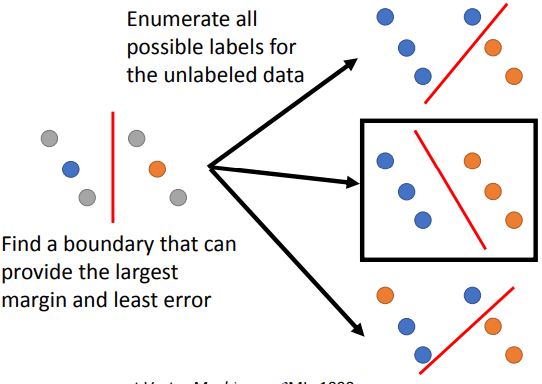 Enumerate all
possible labels for
the unlabeled data
Find a boundary that can
provide the largest
margin and least error